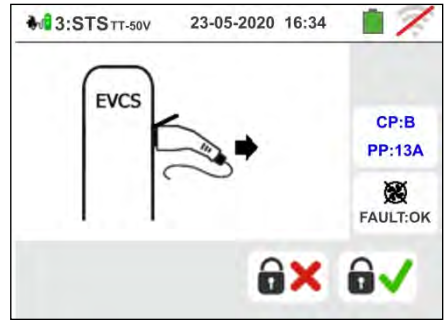 3:STS TT-50V 23-05-2020 16:34
EVCS
CP:B
PP:13A
FAULT:OK